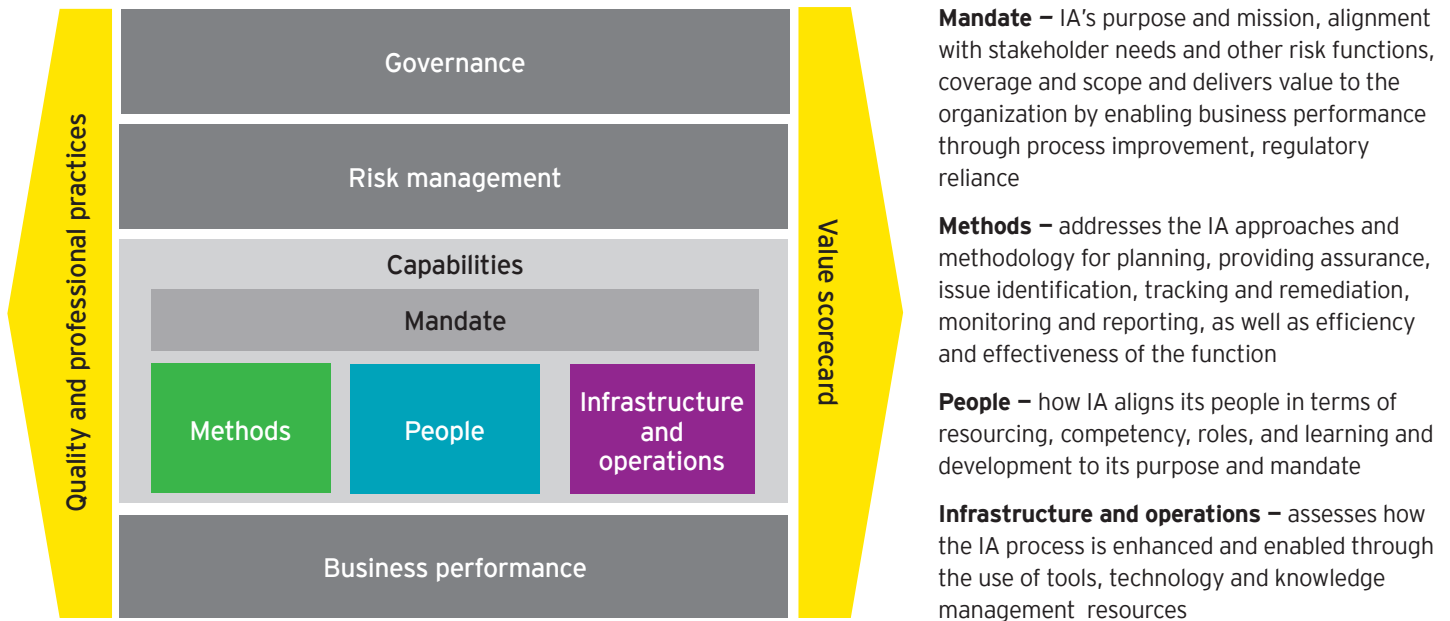 Quality and professional practices
Governance
Risk management
Capabilities
Mandate
Methods
People
Infrastructure
and
operations
Business performance
Value scorecard
Mandate – IA’s purpose and mission, alignment
with stakeholder needs and other risk functions,
coverage and scope and delivers value to the
organization by enabling business performance
through process improvement, regulatory
reliance
Methods – addresses the IA approaches and
methodology for planning, providing assurance,
issue identification, tracking and remediation,
monitoring and reporting, as well as efficiency
and effectiveness of the function
People – how IA aligns its people in terms of
resourcing, competency, roles, and learning and
development to its purpose and mandate
Infrastructure and operations – assesses how
the IA process is enhanced and enabled through
the use of tools, technology and knowledge
management resources